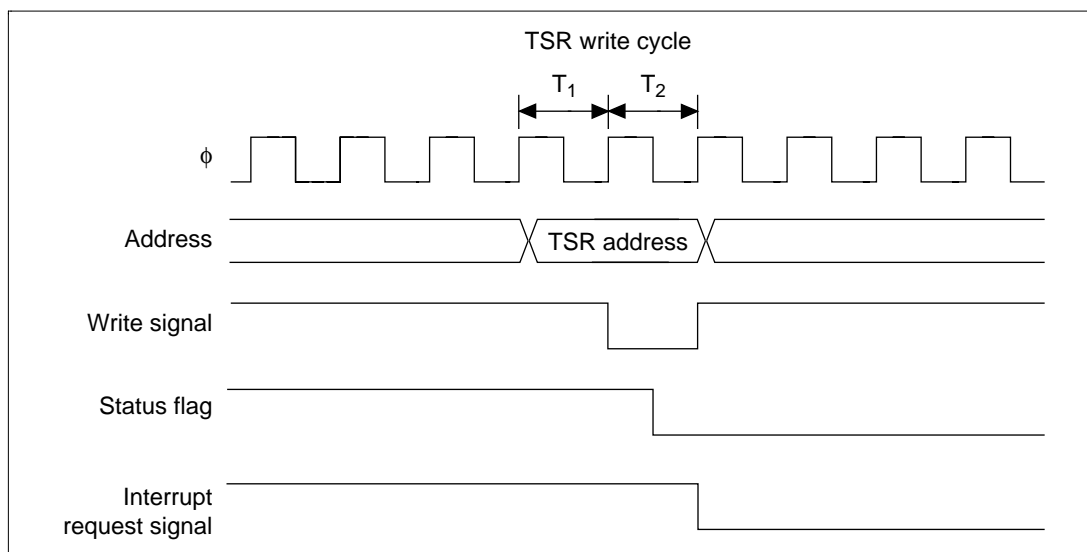 TSR write cycle
T1 T2
ϕ
Address
TSR address
Write signal
Status flag
Interrupt
request signal